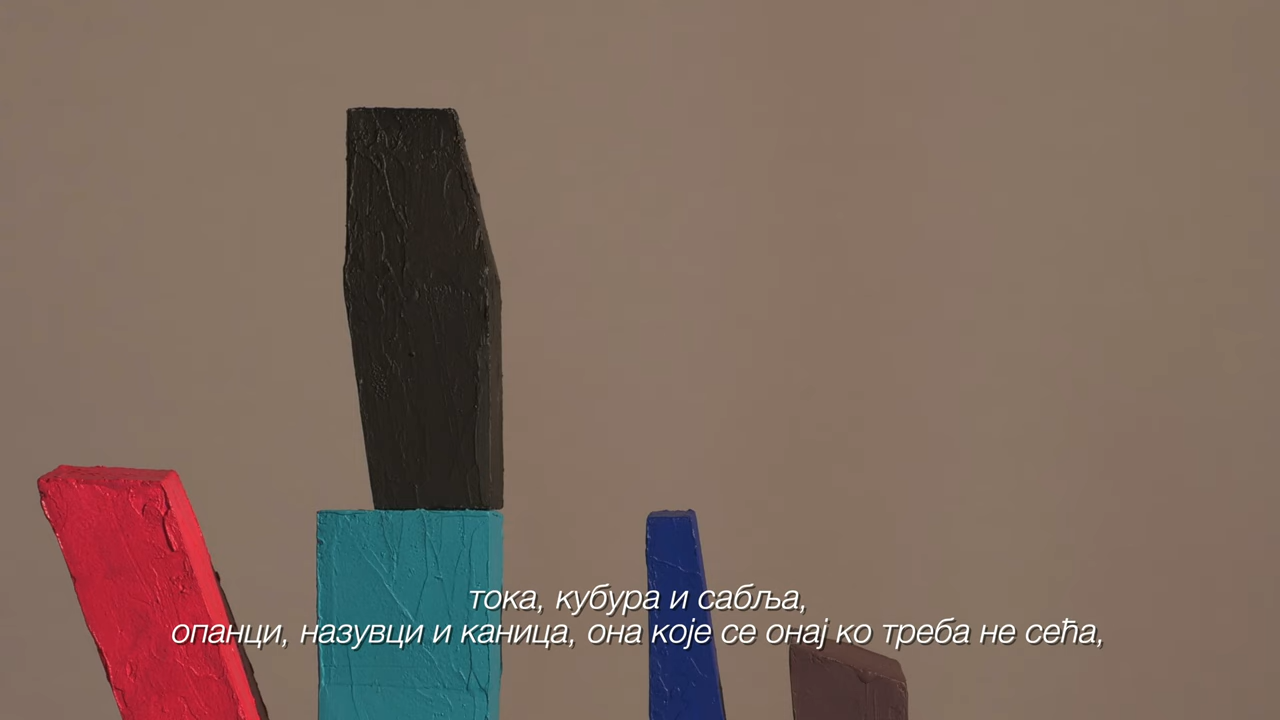 тока, кубура и сабља,
опанци, назувци и каница, она које се онај ко треба не сећа,